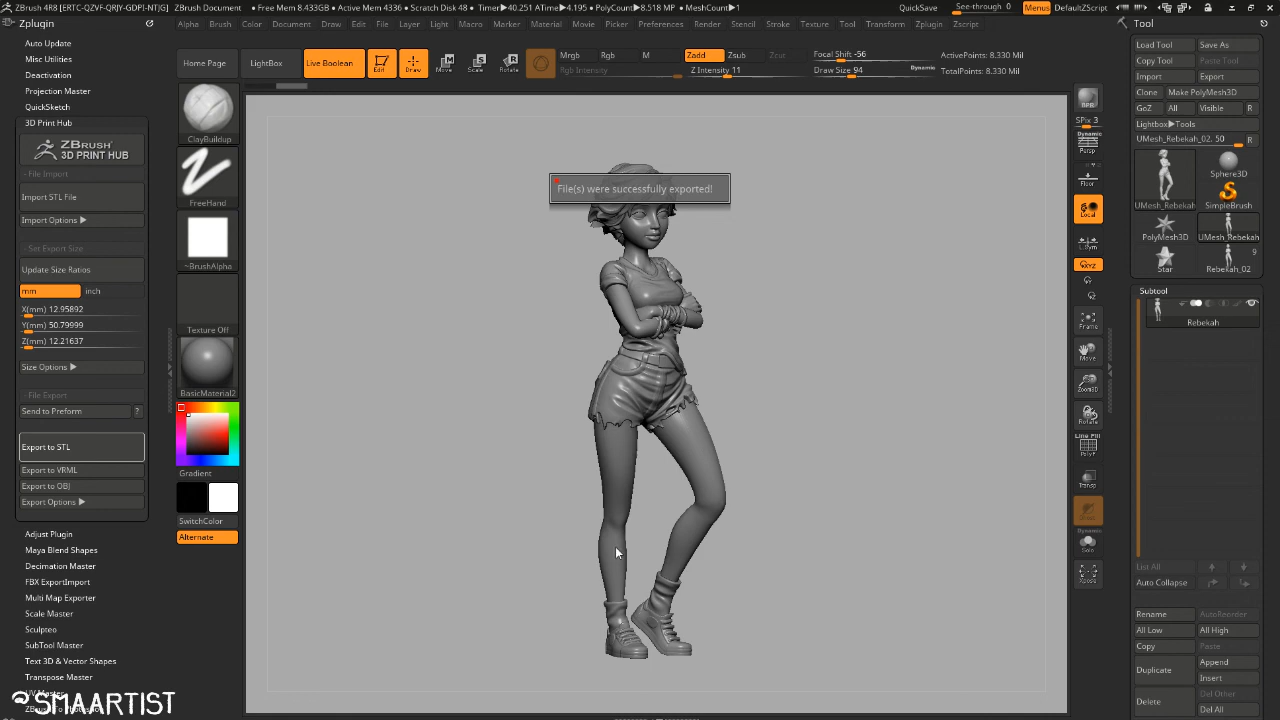 ZBrush 4R8 [ERTC-QZVF-QRJY-GDPI-NTJG] ZBrush Document • Free Mem 8.433GB • Active Mem 4336 • Scratch Disk 48 • Timer▶40.251 ATime▶4.195 • PolyCount▶8.518 MP • MeshCount▶1 QuickSave See-through 0 Menus DefaultZScript
Zplugin Alpha Brush Color Document Draw Edit File Layer Light Macro Marker Material Movie Picker Preferences Render Stencil Stroke Texture Tool Transform Zplugin Zscript
Auto Update
Misc Utilities
Deactivation
Projection Master
QuickSketch
3D Print Hub
ZBRUSH
3D PRINT HUB
- File Import
Import STL File
Import Options ▶
- Set Export Size
Update Size Ratios
mm inch
X(mm) 12.95892
Y(mm) 50.79999
Z(mm) 12.21637
Size Options ▶
- File Export
Send to Preform ?
Export to STL
Export to VRML
Export to OBJ
Export Options ▶
Adjust Plugin
Maya Blend Shapes
Decimation Master
FBX ExportImport
Multi Map Exporter
Scale Master
Sculpteo
SubTool Master
Text 3D & Vector Shapes
Transpose Master
@SMAARTIST
Home Page LightBox Live Boolean Edit Draw Move Scale Rotate
Mrgb Rgb M
Rgb Intensity
Zadd Zsub Zcut
Z Intensity 11
Focal Shift -56
Draw Size 94 Dynamic
ActivePoints: 8.330 Mil
TotalPoints: 8.330 Mil
ClayBuildup
FreeHand
~BrushAlpha
Texture Off
BasicMaterial2
Gradient
SwitchColor
Alternate
File(s) were successfully exported!
BPR
SPix 3
Dynamic
Persp
Floor
Local
L.Sym
XYZ
Frame
Move
Zoom3D
Rotate
Line Fill
PolyF
Transp
Dynamic
Solo
Xpose
Tool
Load Tool Save As
Copy Tool Paste Tool
Import Export
Clone Make PolyMesh3D
GoZ All Visible R
Lightbox▶Tools
UMesh_Rebekah_02. 50 R
UMesh_Rebekah Sphere3D
SimpleBrush
PolyMesh3D UMesh_Rebekah
9
Star Rebekah_02
Subtool
Rebekah
List All
Auto Collapse
Rename AutoReorder
All Low All High
Copy Paste
Duplicate Append
Insert
Delete Del Other
Del All